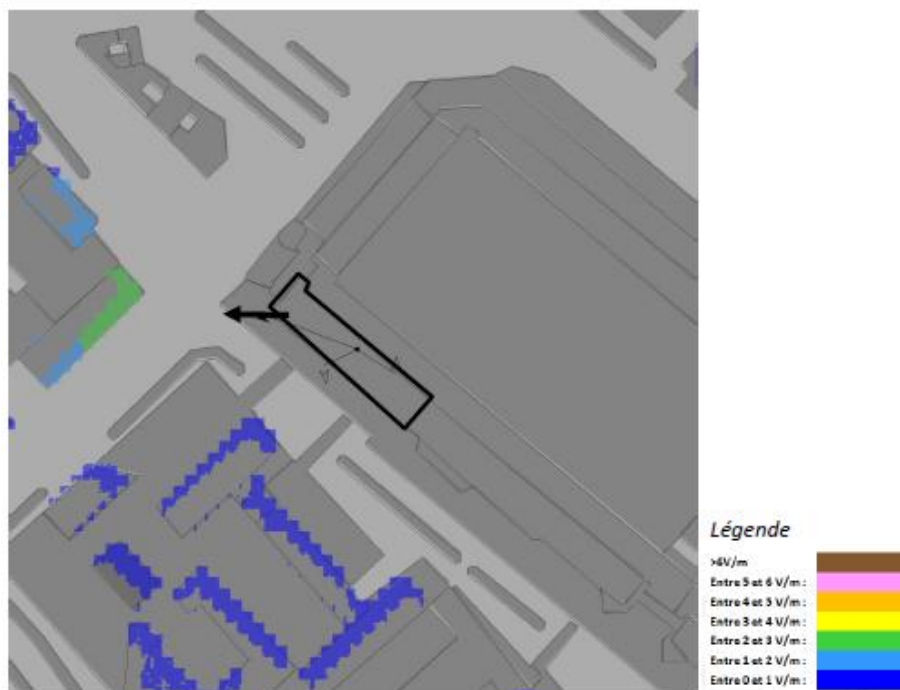 Légende
>6V/m
Entre 5 et 6 V/m :
Entre 4 et 5 V/m :
Entre 3 et 4 V/m :
Entre 2 et 3 V/m :
Entre 1 et 2 V/m :
Entre 0 et 1 V/m :